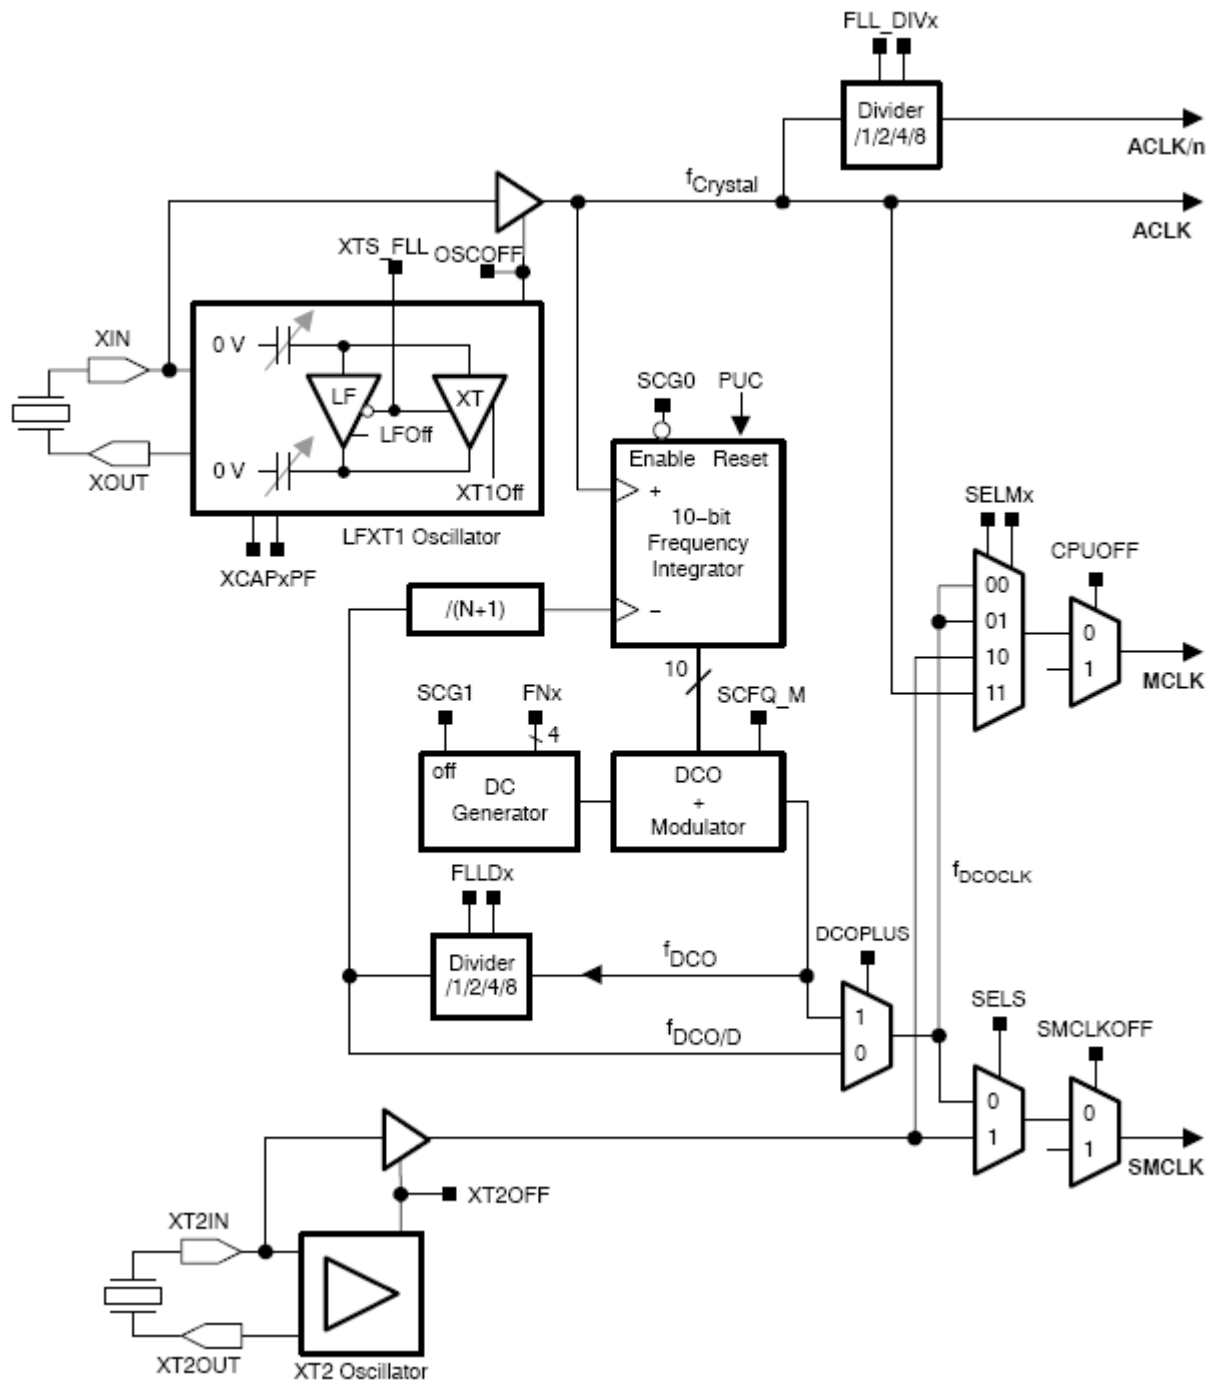 FLL_DIVx
Divider
/1/2/4/8
ACLK/n
fCrystal
ACLK
XTS_FLL
OSCOFF
XIN
0 V
LF
XT
LFOff
0 V
XOUT
XT1Off
LFXT1 Oscillator
XCAPxPF
SCG0
PUC
Enable
Reset
+
10-bit
Frequency
Integrator
−
/(N+1)
SELMx
CPUOFF
00
01
10
11
0
1
MCLK
10
SCG1
FNx
4
SCFQ_M
off
DC
Generator
DCO
+
Modulator
fDCOCLK
FLLDx
Divider
/1/2/4/8
fDCO
fDCO/D
DCOPLUS
1
0
SELS
SMCLKOFF
0
1
0
1
SMCLK
XT2OFF
XT2IN
XT2OUT
XT2 Oscillator